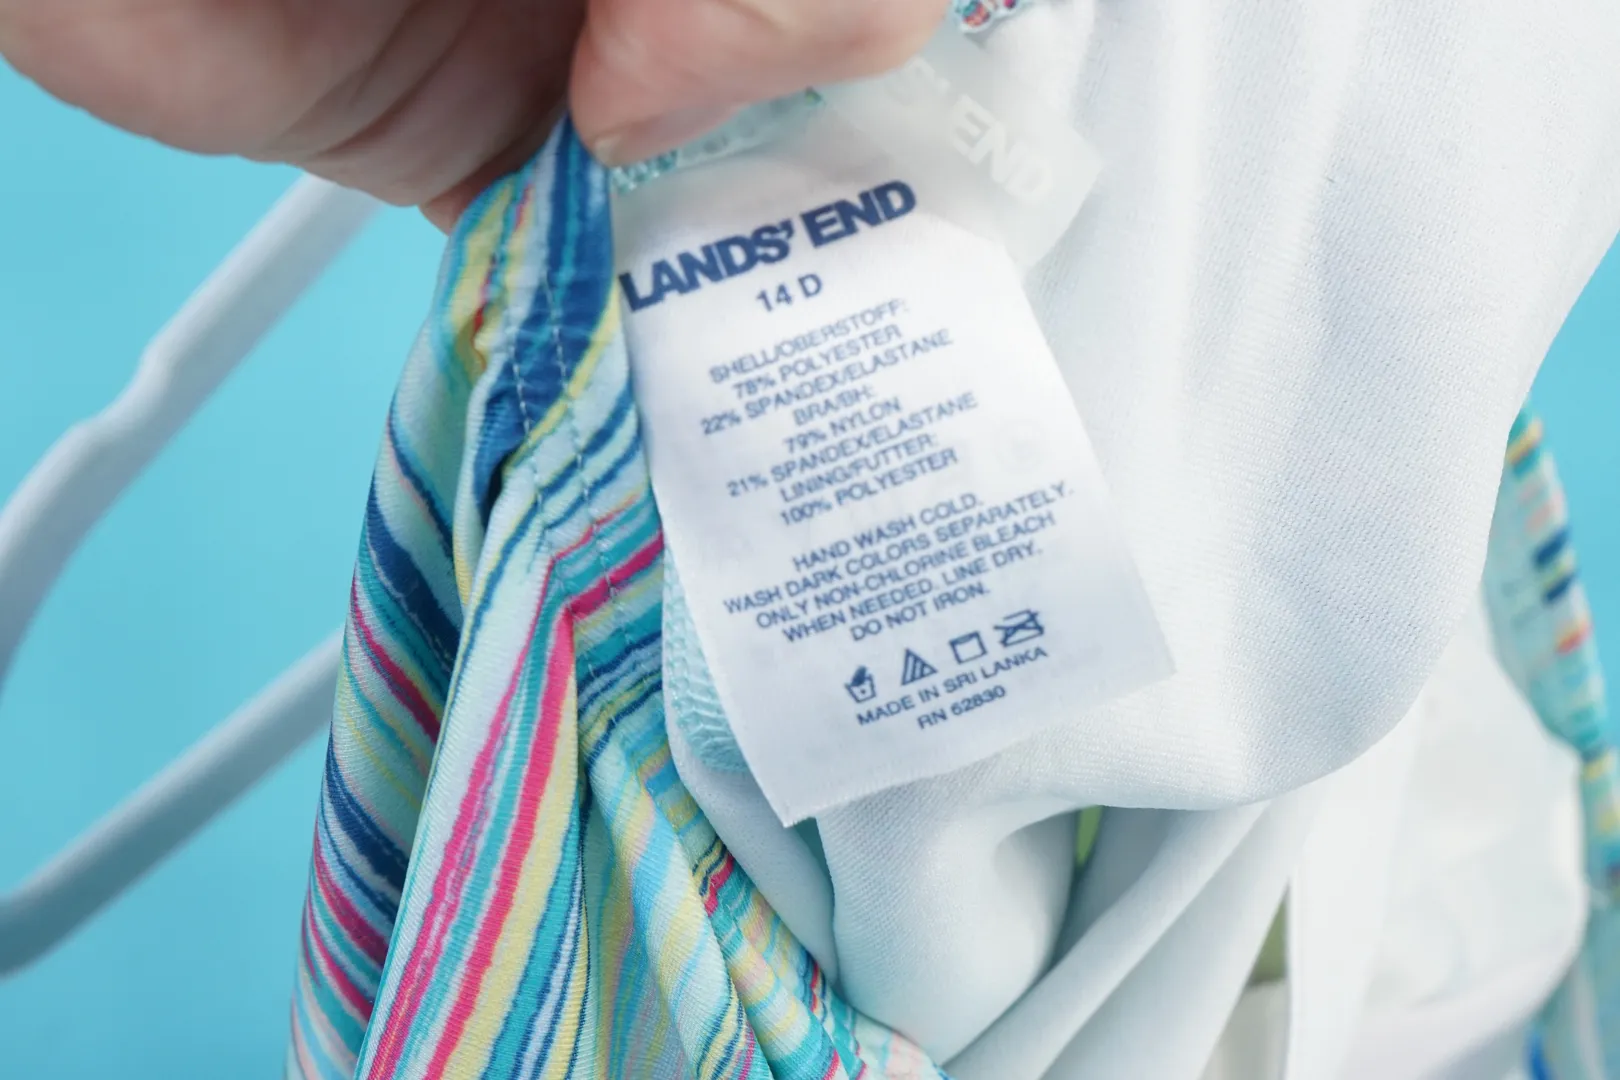 S' END
LANDS' END
14 D
SHELL/OBERSTOFF:
78% POLYESTER
22% SPANDEX/ELASTANE
BRA/BH:
79% NYLON
21% SPANDEX/ELASTANE
LINING/FUTTER:
100% POLYESTER
HAND WASH COLD.
WASH DARK COLORS SEPARATELY.
ONLY NON-CHLORINE BLEACH
WHEN NEEDED. LINE DRY.
DO NOT IRON.
MADE IN SRI LANKA
RN 62830